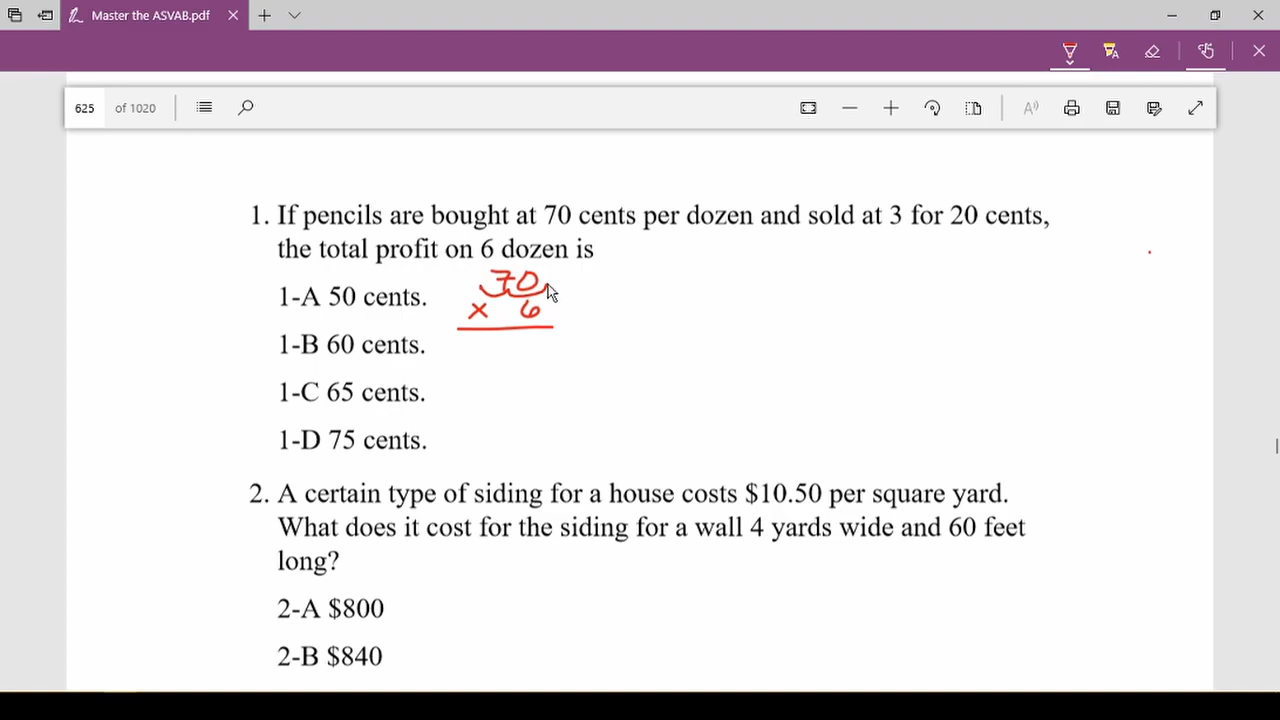 Master the ASVAB.pdf
625 of 1020
1. If pencils are bought at 70 cents per dozen and sold at 3 for 20 cents,
the total profit on 6 dozen is
70
x 6
1-A 50 cents.
1-B 60 cents.
1-C 65 cents.
1-D 75 cents.
2. A certain type of siding for a house costs $10.50 per square yard.
What does it cost for the siding for a wall 4 yards wide and 60 feet
long?
2-A $800
2-B $840